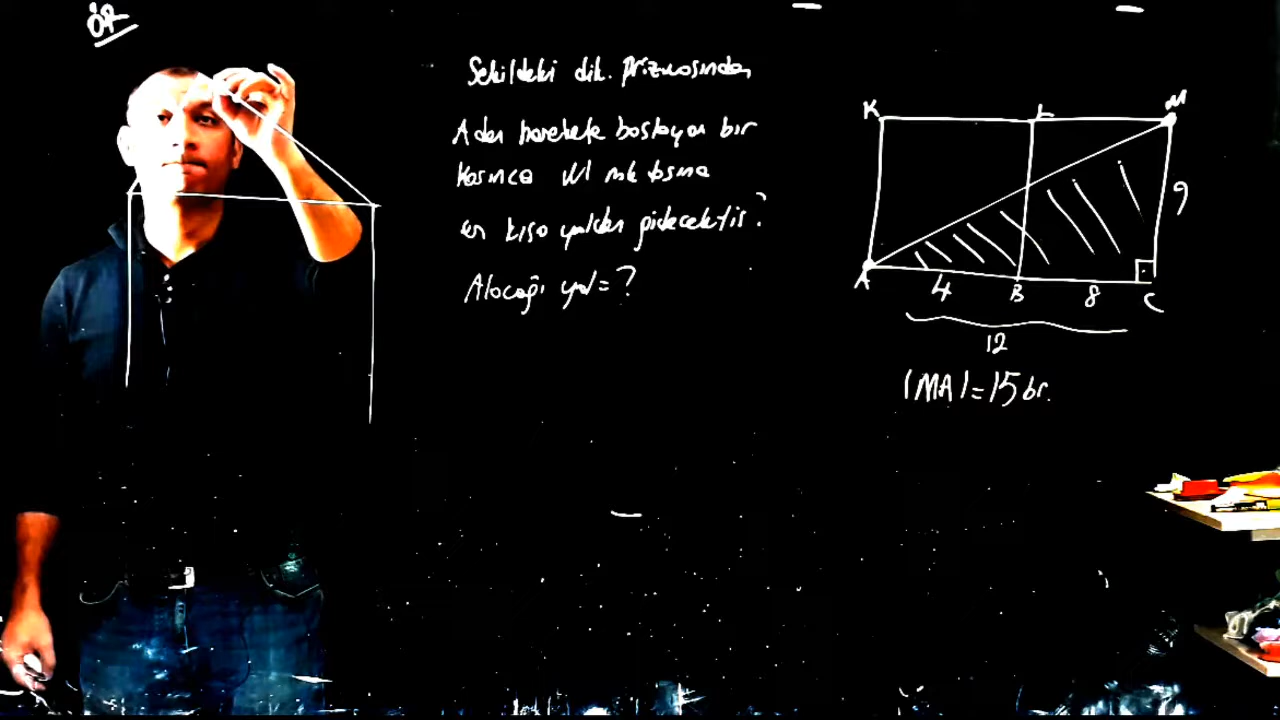 ÖR
Şekildeki dik prizmasından
A dan harekete başlayan bir
Karınca M noktasına
en kısa yoldan gidecektir?
Alacağı yol = ?
K L M
9
A 4 B 8 C
12
|MA| = 15 br.